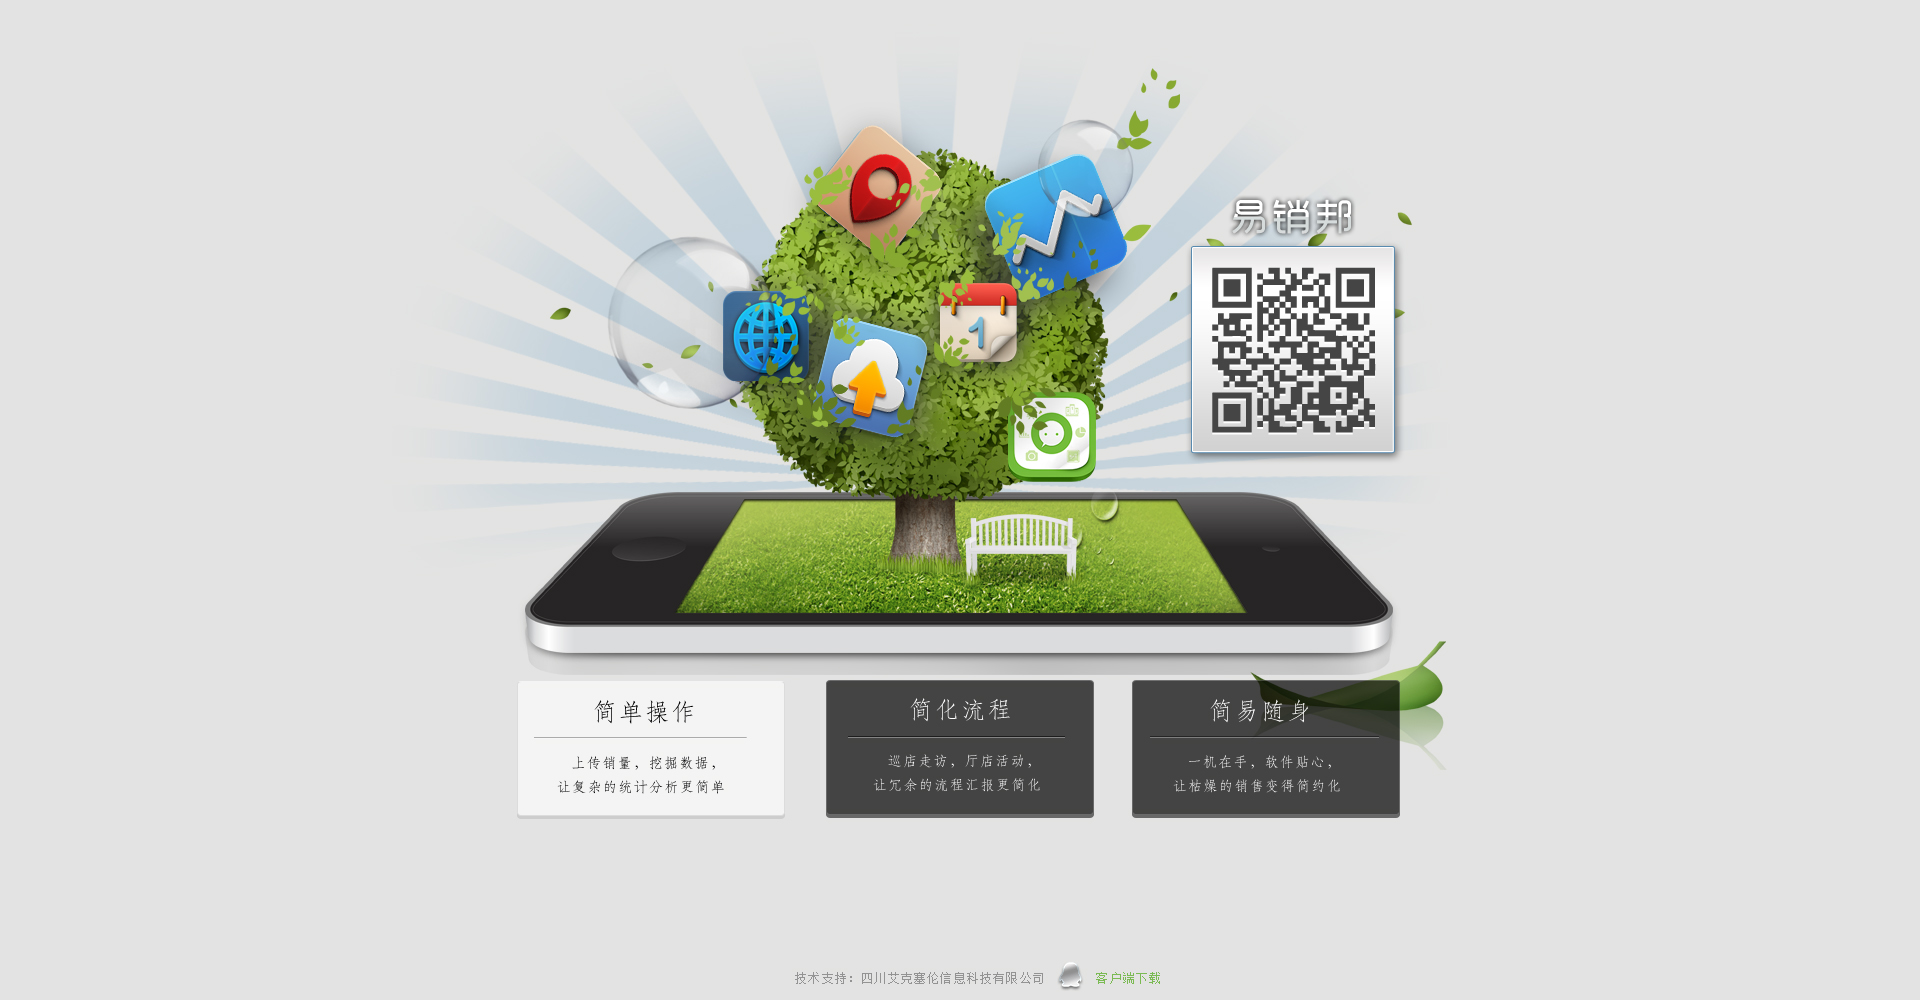 易销邦
1
简单操作
上传销量，挖掘数据，
让复杂的统计分析更简单
简化流程
巡店走访，厅店活动，
让冗余的流程汇报更简化
简易随身
一机在手，软件贴心，
让枯燥的销售变得简约化
技术支持：四川艾克塞伦信息科技有限公司
客户端下载